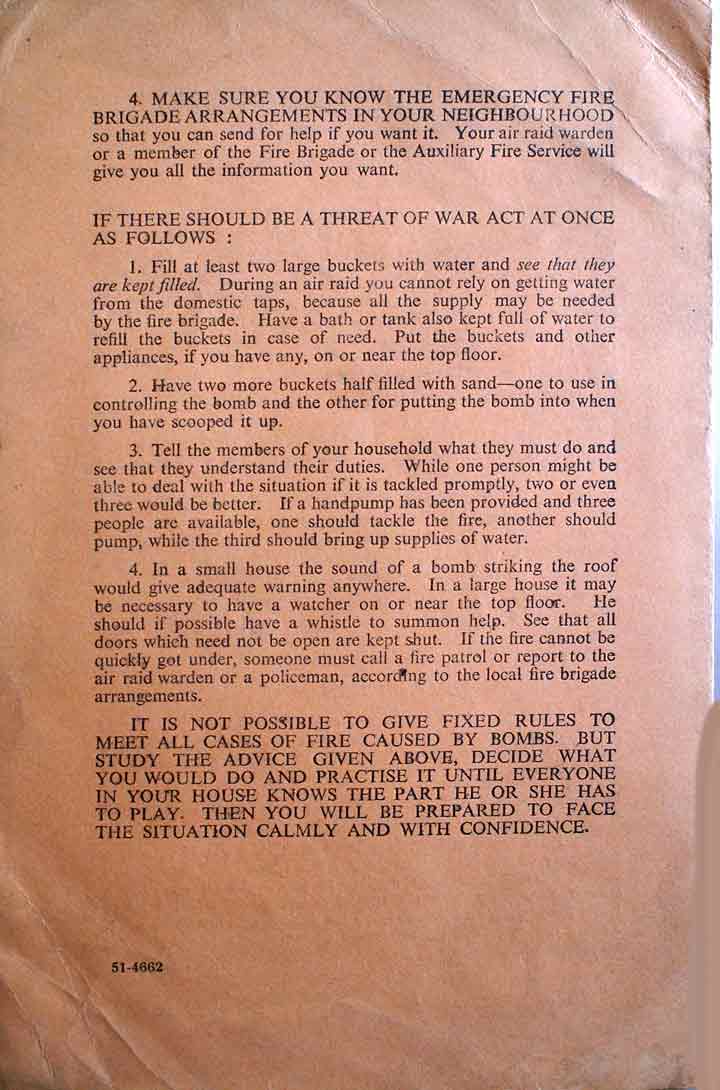 4. MAKE SURE YOU KNOW THE EMERGENCY FIRE
BRIGADE ARRANGEMENTS IN YOUR NEIGHBOURHOOD
so that you can send for help if you want it. Your air raid warden
or a member of the Fire Brigade or the Auxiliary Fire Service will
give you all the information you want.
IF THERE SHOULD BE A THREAT OF WAR ACT AT ONCE
AS FOLLOWS :
1. Fill at least two large buckets with water and see that they
are kept filled. During an air raid you cannot rely on getting water
from the domestic taps, because all the supply may be needed
by the fire brigade. Have a bath or tank also kept full of water to
refill the buckets in case of need. Put the buckets and other
appliances, if you have any, on or near the top floor.
2. Have two more buckets half filled with sand—one to use in
controlling the bomb and the other for putting the bomb into when
you have scooped it up.
3. Tell the members of your household what they must do and
see that they understand their duties. While one person might be
able to deal with the situation if it is tackled promptly, two or even
three would be better. If a handpump has been provided and three
people are available, one should tackle the fire, another should
pump, while the third should bring up supplies of water.
4. In a small house the sound of a bomb striking the roof
would give adequate warning anywhere. In a large house it may
be necessary to have a watcher on or near the top floor. He
should if possible have a whistle to summon help. See that all
doors which need not be open are kept shut. If the fire cannot be
quickly got under, someone must call a fire patrol or report to the
air raid warden or a policeman, according to the local fire brigade
arrangements.
IT IS NOT POSSIBLE TO GIVE FIXED RULES TO
MEET ALL CASES OF FIRE CAUSED BY BOMBS. BUT
STUDY THE ADVICE GIVEN ABOVE, DECIDE WHAT
YOU WOULD DO AND PRACTISE IT UNTIL EVERYONE
IN YOUR HOUSE KNOWS THE PART HE OR SHE HAS
TO PLAY. THEN YOU WILL BE PREPARED TO FACE
THE SITUATION CALMLY AND WITH CONFIDENCE.
51-4662